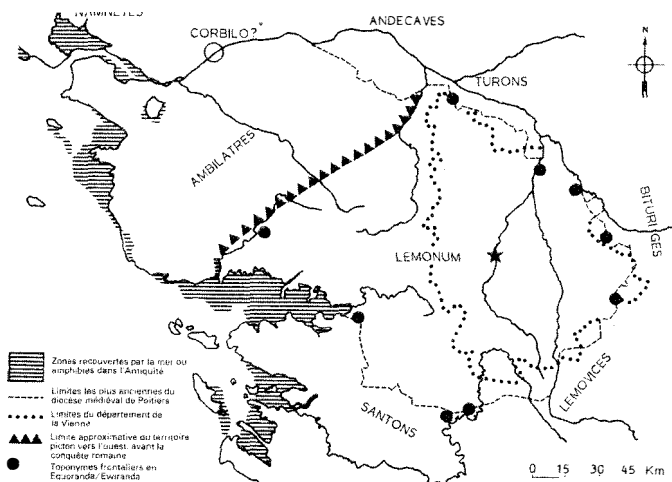 NAMNETES
CORBILO?
ANDECAVES
N
TURONS
AMBILATRES
BITURIGES
LEMONUM
LEMOVICES
SANTONS
Zones recouvertes par la mer ou
amphibies dans l'Antiquité
Limites les plus anciennes du
diocèse médiéval de Poitiers
Limites du département de
la Vienne
Limite approximative du territoire
picton vers l'ouest, avant la
conquête romaine
Toponymes frontaliers en
Equoranda/Ewiranda
0 15 30 45 Km